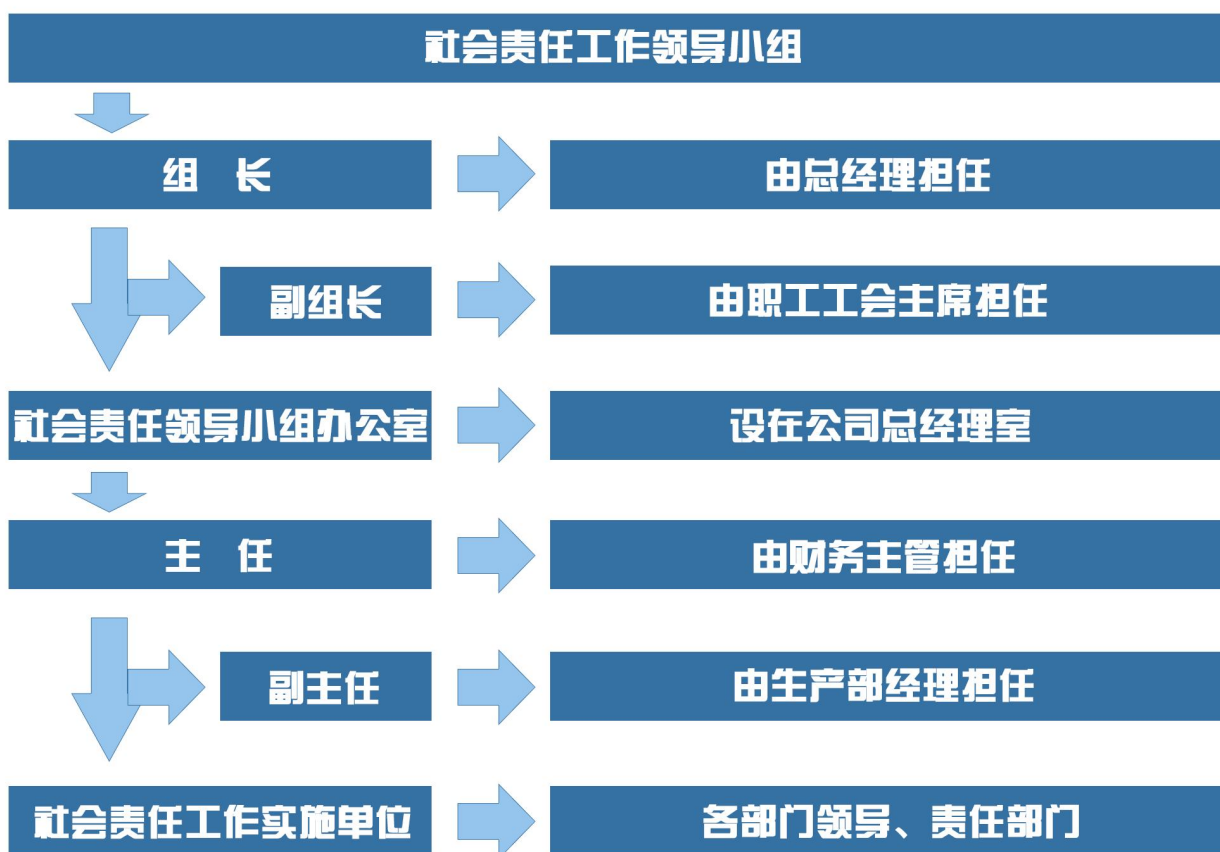 社会责任工作领导小组
组 长
由总经理担任
副组长
由职工工会主席担任
社会责任领导小组办公室
设在公司总经理室
主 任
由财务主管担任
副主任
由生产部经理担任
社会责任工作实施单位
各部门领导、责任部门